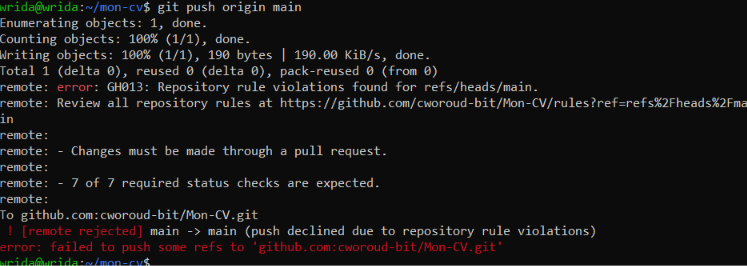 wrida@wrida:~/mon-cv$ git push origin main
Enumerating objects: 1, done.
Counting objects: 100% (1/1), done.
Writing objects: 100% (1/1), 190 bytes | 190.00 KiB/s, done.
Total 1 (delta 0), reused 0 (delta 0), pack-reused 0 (from 0)
remote: error: GH013: Repository rule violations found for refs/heads/main.
remote: Review all repository rules at https://github.com/cworoud-bit/Mon-CV/rules?ref=refs%2Fheads%2Fma
in
remote:
remote: - Changes must be made through a pull request.
remote:
remote: - 7 of 7 required status checks are expected.
remote:
To github.com:cworoud-bit/Mon-CV.git
 ! [remote rejected] main -> main (push declined due to repository rule violations)
error: failed to push some refs to 'github.com:cworoud-bit/Mon-CV.git'
wrida@wrida:~/mon-cv$